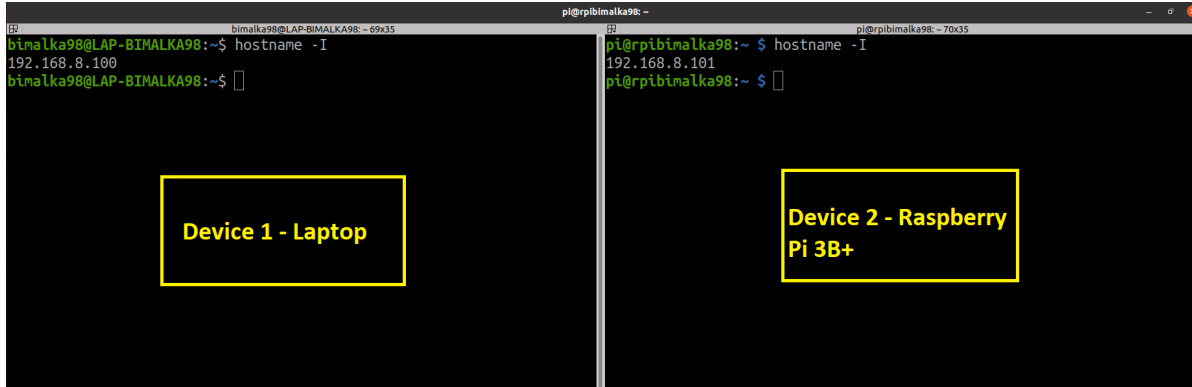 pi@rpibimalka98: ~
bimalka98@LAP-BIMALKA98: ~ 69x35
bimalka98@LAP-BIMALKA98:~$ hostname -I
192.168.8.100
bimalka98@LAP-BIMALKA98:~$
Device 1 - Laptop
pi@rpibimalka98: ~ 70x35
pi@rpibimalka98:~ $ hostname -I
192.168.8.101
pi@rpibimalka98:~ $
Device 2 - Raspberry
Pi 3B+